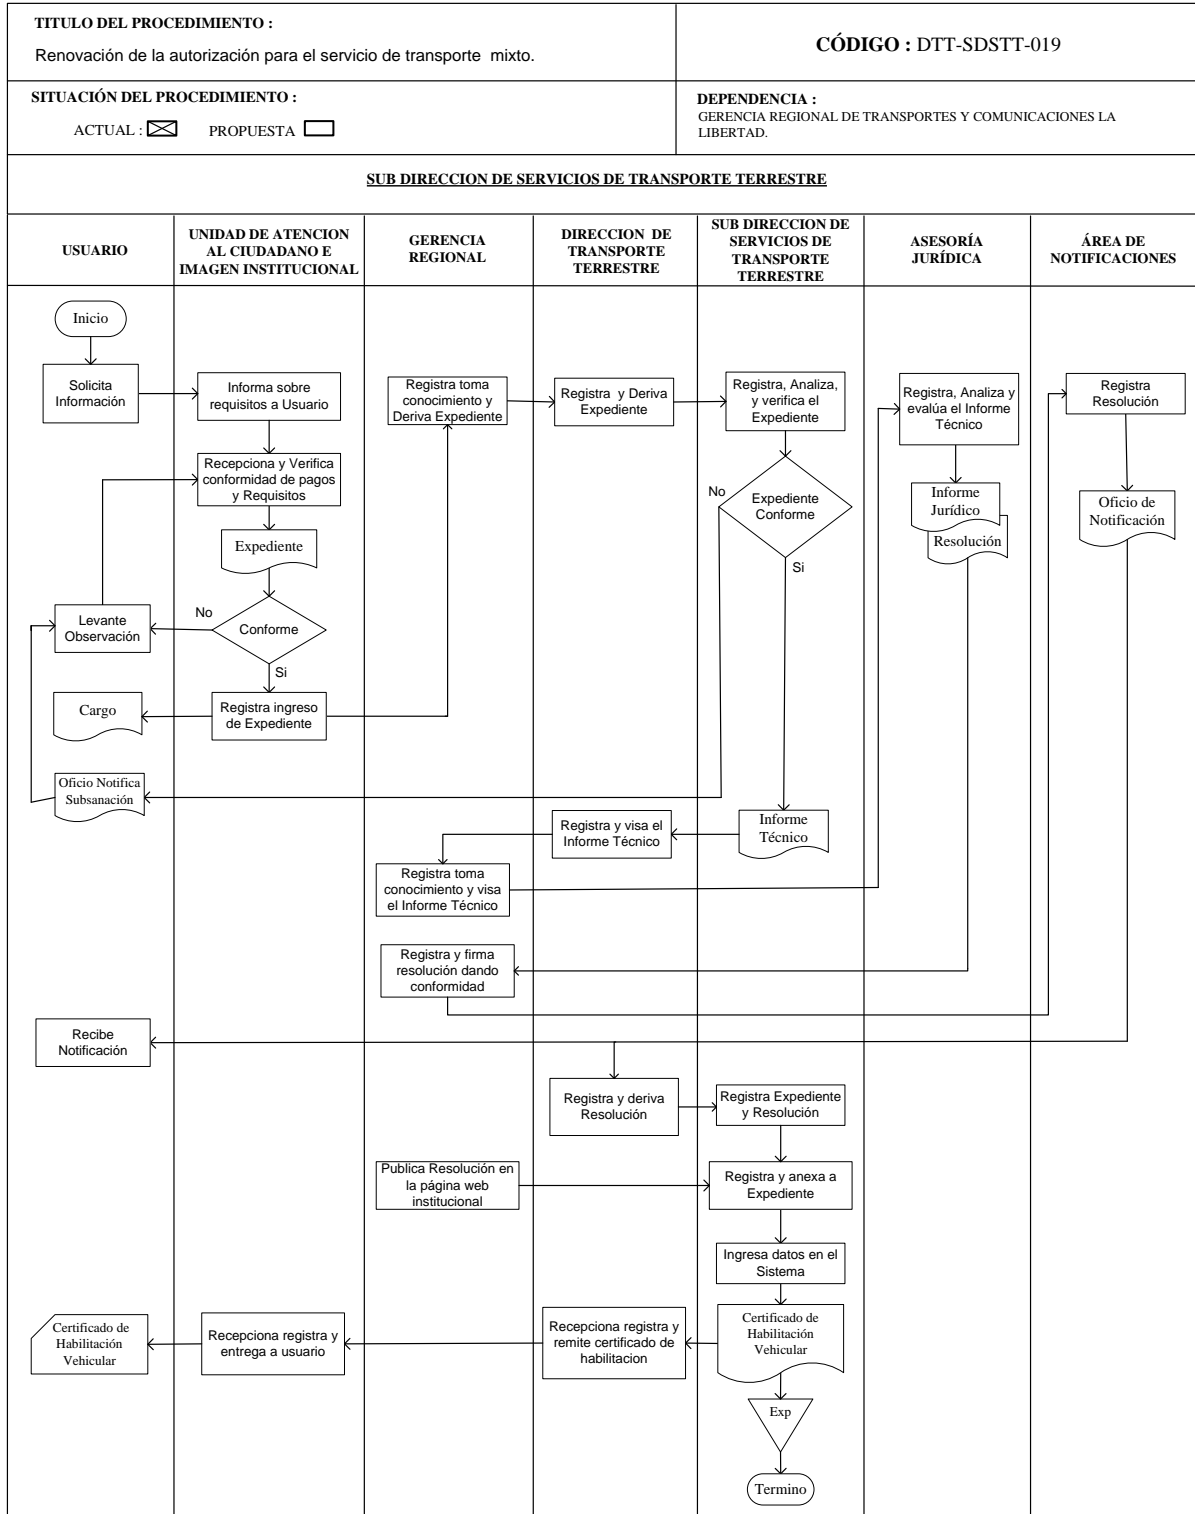 TITULO DEL PROCEDIMIENTO :
Renovación de la autorización para el servicio de transporte mixto.
CÓDIGO : DTT-SDSTT-019
SITUACIÓN DEL PROCEDIMIENTO :
ACTUAL :
PROPUESTA
DEPENDENCIA :
GERENCIA REGIONAL DE TRANSPORTES Y COMUNICACIONES LA
LIBERTAD.
SUB DIRECCION DE SERVICIOS DE TRANSPORTE TERRESTRE
USUARIO
UNIDAD DE ATENCION
AL CIUDADANO E
IMAGEN INSTITUCIONAL
GERENCIA
REGIONAL
DIRECCION DE
TRANSPORTE
TERRESTRE
SUB DIRECCION DE
SERVICIOS DE
TRANSPORTE
TERRESTRE
ASESORÍA
JURÍDICA
ÁREA DE
NOTIFICACIONES
Inicio
Solicita
Información
Informa sobre
requisitos a Usuario
Registra toma
conocimiento y
Deriva Expediente
Registra y Deriva
Expediente
Registra, Analiza,
y verifica el
Expediente
Registra, Analiza y
evalúa el Informe
Técnico
Registra
Resolución
Recepciona y Verifica
conformidad de pagos
y Requisitos
No
Expediente
Conforme
Si
Informe
Jurídico
Resolución
Oficio de
Notificación
Expediente
Levante
Observación
No
Conforme
Si
Cargo
Registra ingreso
de Expediente
Oficio Notifica
Subsanación
Registra y visa el
Informe Técnico
Informe
Técnico
Registra toma
conocimiento y visa
el Informe Técnico
Registra y firma
resolución dando
conformidad
Recibe
Notificación
Registra y deriva
Resolución
Registra Expediente
y Resolución
Publica Resolución en
la página web
institucional
Registra y anexa a
Expediente
Ingresa datos en el
Sistema
Certificado de
Habilitación
Vehicular
Recepciona registra y
entrega a usuario
Recepciona registra y
remite certificado de
habilitacion
Certificado de
Habilitación
Vehicular
Exp
Termino